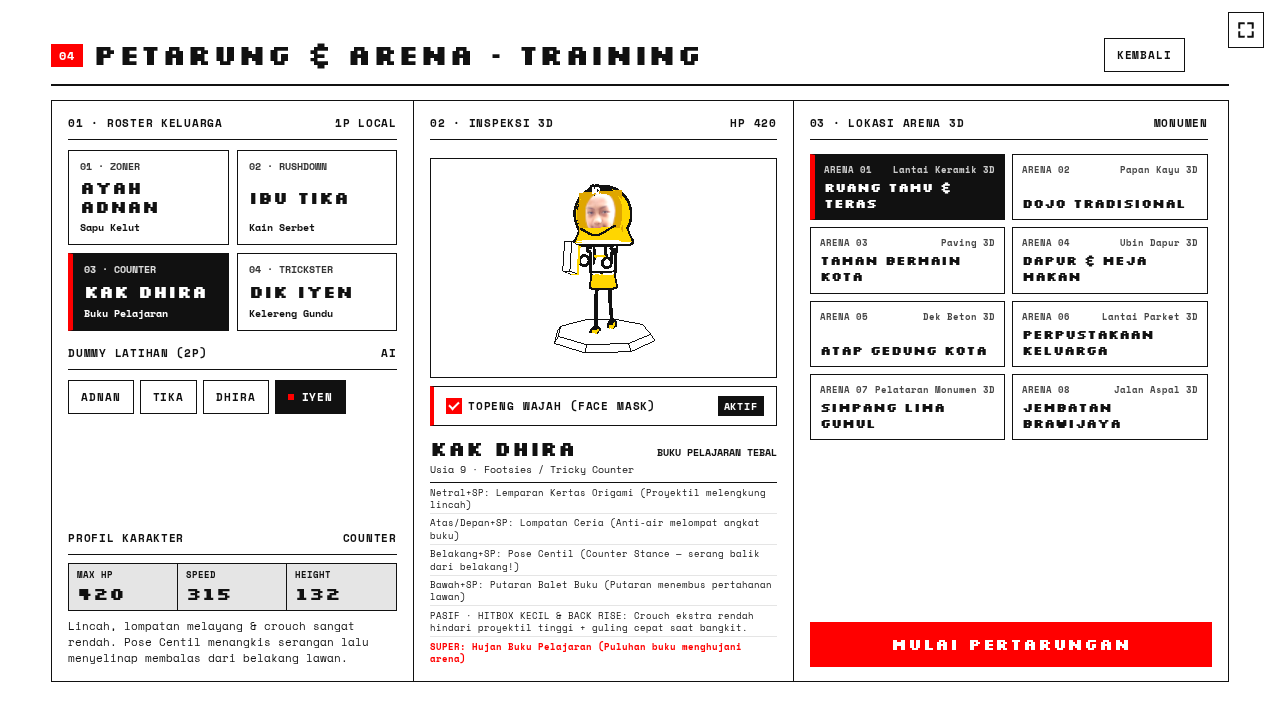 04 PETARUNG & ARENA - TRAINING
KEMBALI
01 · ROSTER KELUARGA 1P LOCAL
01 · ZONER
AYAH
ADNAN
Sapu Kelut
02 · RUSHDOWN
IBU TIKA
Kain Serbet
03 · COUNTER
KAK DHIRA
Buku Pelajaran
04 · TRICKSTER
DIK IYEN
Kelereng Gundu
DUMMY LATIHAN (2P) AI
ADNAN TIKA DHIRA IYEN
PROFIL KARAKTER COUNTER
MAX HP
420
SPEED
315
HEIGHT
132
Lincah, lompatan melayang & crouch sangat
rendah. Pose Centil menangkis serangan lalu
menyelinap membalas dari belakang lawan.
02 · INSPEKSI 3D HP 420
TOPENG WAJAH (FACE MASK) AKTIF
KAK DHIRA BUKU PELAJARAN TEBAL
Usia 9 · Footsies / Tricky Counter
Netral+SP: Lemparan Kertas Origami (Proyektil melengkung
lincah)
Atas/Depan+SP: Lompatan Ceria (Anti-air melompat angkat
buku)
Belakang+SP: Pose Centil (Counter Stance — serang balik
dari belakang!)
Bawah+SP: Putaran Balet Buku (Putaran menembus pertahanan
lawan)
PASIF · HITBOX KECIL & BACK RISE: Crouch ekstra rendah
hindari proyektil tinggi + guling cepat saat bangkit.
SUPER: Hujan Buku Pelajaran (Puluhan buku menghujani
arena)
03 · LOKASI ARENA 3D MONUMEN
ARENA 01 Lantai Keramik 3D
RUANG TAMU &
TERAS
ARENA 02 Papan Kayu 3D
DOJO TRADISIONAL
ARENA 03 Paving 3D
TAMAN BERMAIN
KOTA
ARENA 04 Ubin Dapur 3D
DAPUR & MEJA
MAKAN
ARENA 05 Dek Beton 3D
ATAP GEDUNG KOTA
ARENA 06 Lantai Parket 3D
PERPUSTAKAAN
KELUARGA
ARENA 07 Pelataran Monumen 3D
SIMPANG LIMA
GUMUL
ARENA 08 Jalan Aspal 3D
JEMBATAN
BRAWIJAYA
MULAI PERTARUNGAN